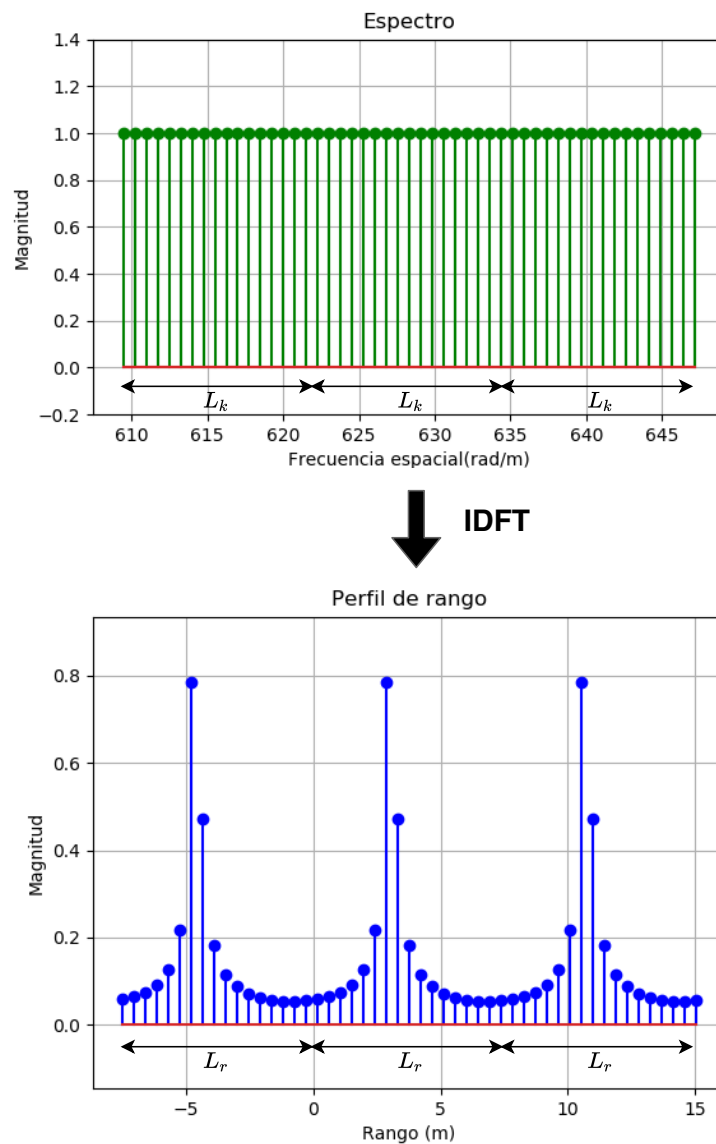 Espectro
1.4
1.2
1.0
0.8
0.6
0.4
0.2
0.0
−0.2
Magnitud
L_k L_k L_k
610 615 620 625 630 635 640 645
Frecuencia espacial(rad/m)
IDFT
Perfil de rango
0.8
0.6
0.4
0.2
0.0
Magnitud
L_r L_r L_r
−5 0 5 10 15
Rango (m)